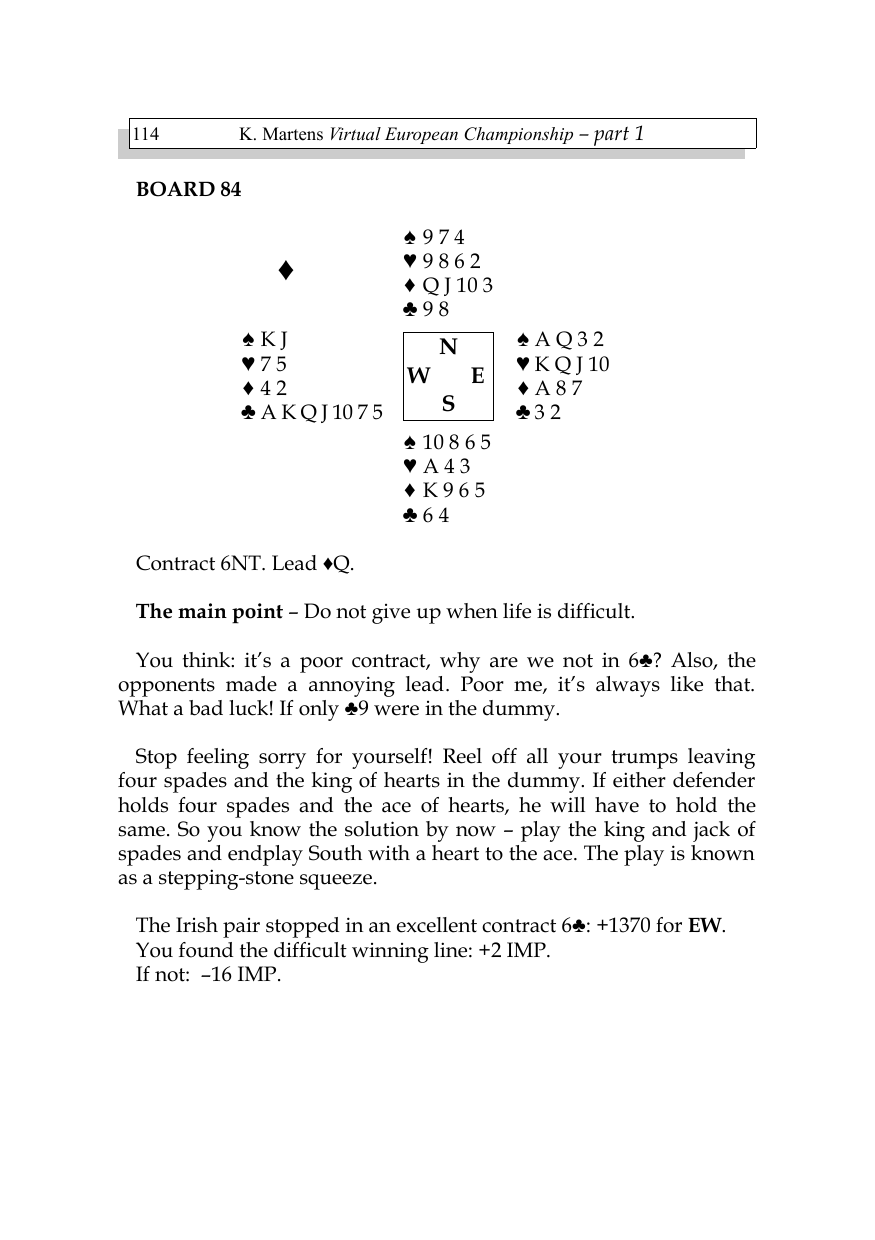 114 K. Martens Virtual European Championship – part 1
BOARD 84
♠ 9 7 4
♥ 9 8 6 2
♦
♦ Q J 10 3
♣ 9 8
♠ K J
♥ 7 5
♦ 4 2
♣ A K Q J 10 7 5
N
W E
S
♠ A Q 3 2
♥ K Q J 10
♦ A 8 7
♣ 3 2
♠ 10 8 6 5
♥ A 4 3
♦ K 9 6 5
♣ 6 4
Contract 6NT. Lead ♦Q.
The main point – Do not give up when life is difficult.
You think: it's a poor contract, why are we not in 6♣? Also, the
opponents made a annoying lead. Poor me, it's always like that.
What a bad luck! If only ♣9 were in the dummy.
Stop feeling sorry for yourself! Reel off all your trumps leaving
four spades and the king of hearts in the dummy. If either defender
holds four spades and the ace of hearts, he will have to hold the
same. So you know the solution by now – play the king and jack of
spades and endplay South with a heart to the ace. The play is known
as a stepping-stone squeeze.
The Irish pair stopped in an excellent contract 6♣: +1370 for EW.
You found the difficult winning line: +2 IMP.
If not: –16 IMP.